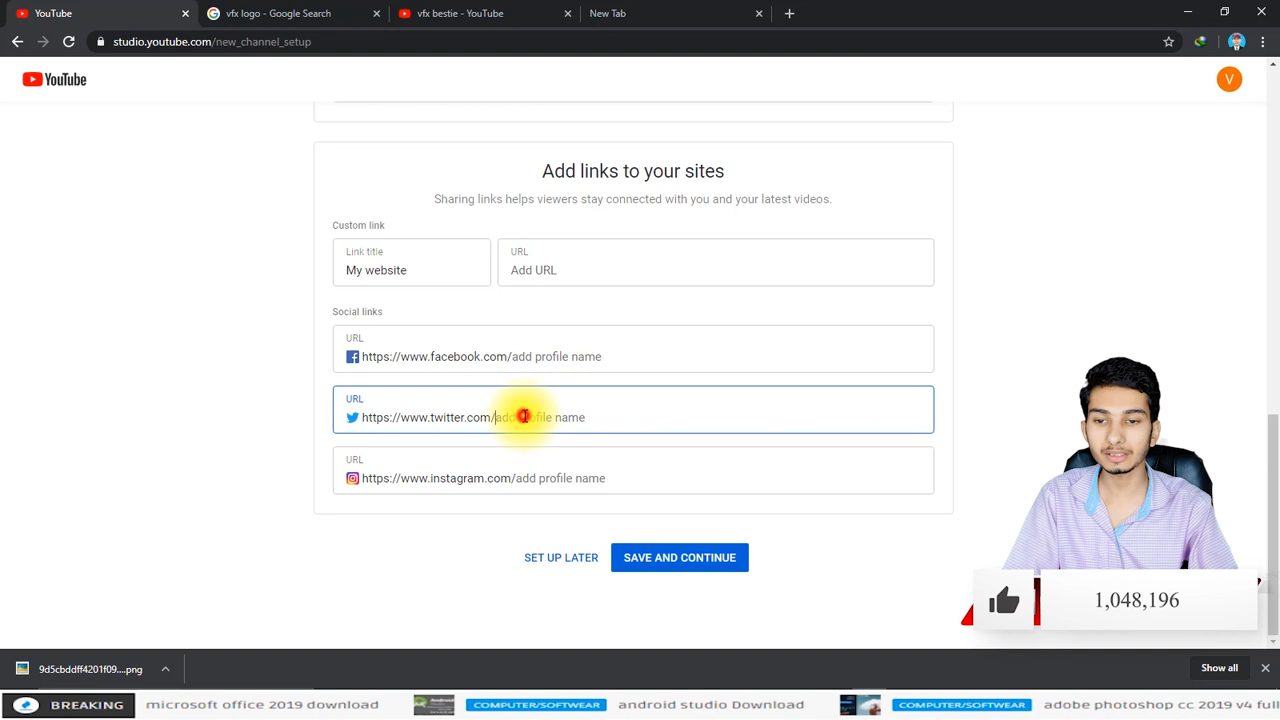 YouTube
vfx logo - Google Search
vfx bestie - YouTube
New Tab
studio.youtube.com/new_channel_setup
YouTube
V
Add links to your sites
Sharing links helps viewers stay connected with you and your latest videos.
Custom link
Link title
My website
URL
Add URL
Social links
URL
https://www.facebook.com/add profile name
URL
https://www.twitter.com/add profile name
URL
https://www.instagram.com/add profile name
SET UP LATER
SAVE AND CONTINUE
1,048,196
9d5cbddff4201f09....png
Show all
BREAKING
microsoft office 2019 download
COMPUTER/SOFTWEAR
android studio Download
COMPUTER/SOFTWEAR
adobe photoshop cc 2019 v4 full